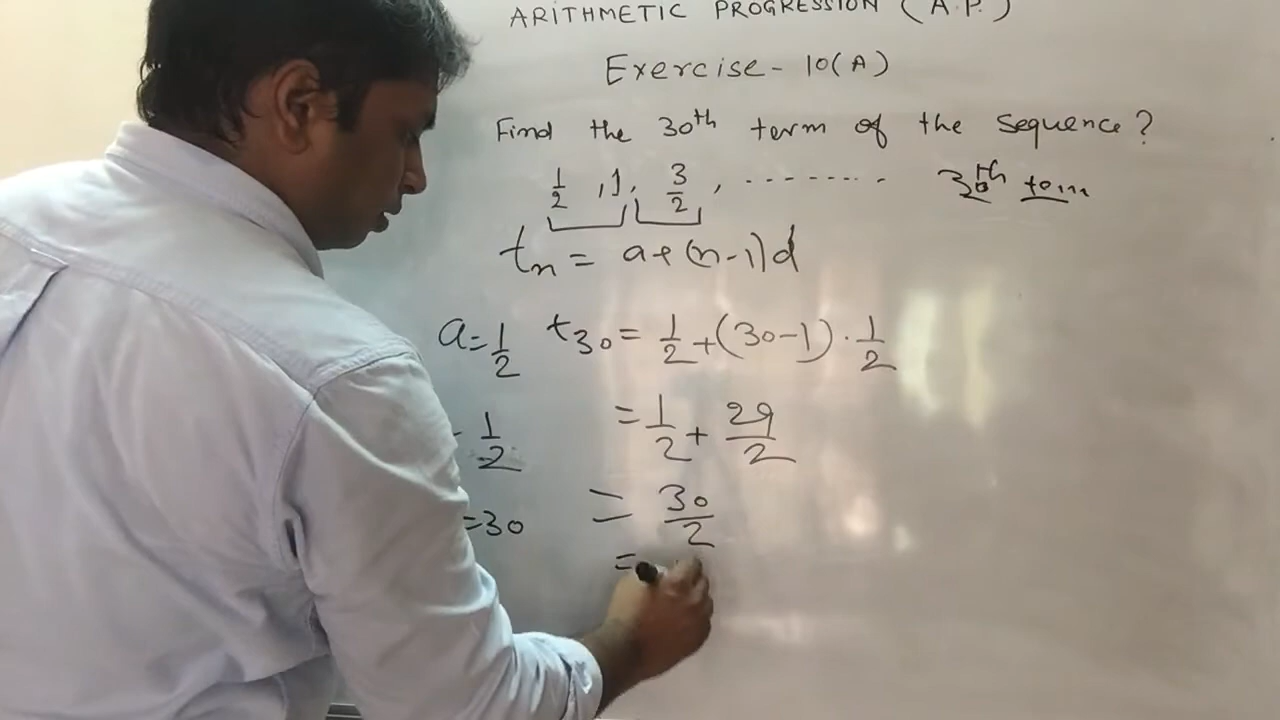 ARITHMETIC PROGRESSION (A.P.)
Exercise - 10(A)
Find the 30th term of the sequence?
1/2, 1, 3/2, --------- 30th term
tn = a+(n-1)d
a=1/2 t30 = 1/2+(30-1)·1/2
1/2 =1/2+29/2
=30 = 30/2
=